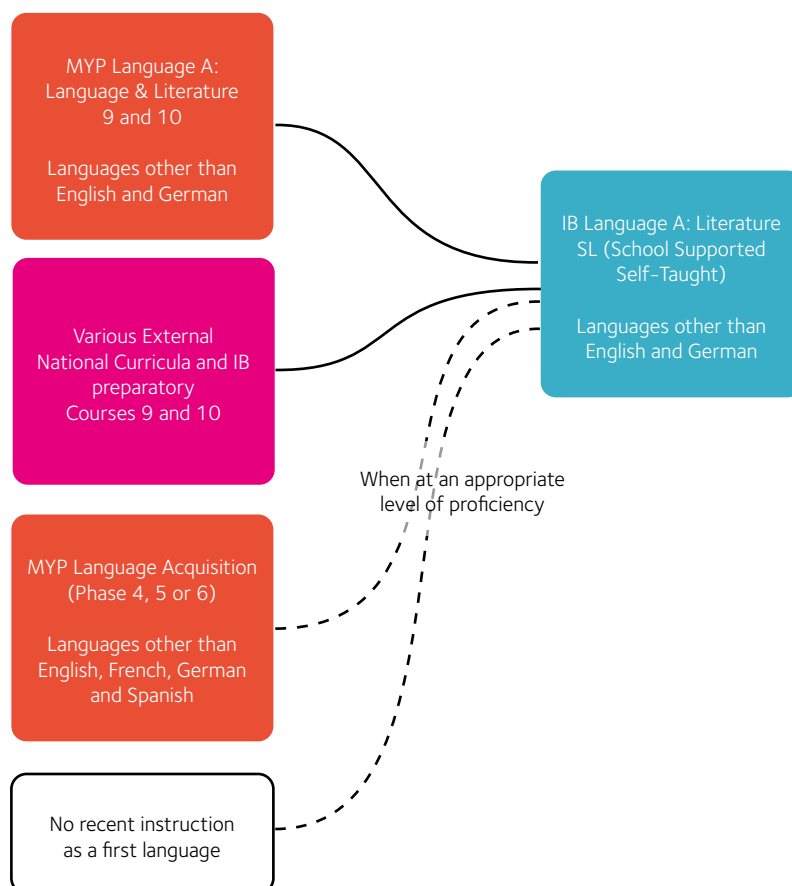 MYP Language A:
Language & Literature
9 and 10
Languages other than
English and German
IB Language A: Literature
SL (School Supported
Self-Taught)
Languages other than
English and German
Various External
National Curricula and IB
preparatory
Courses 9 and 10
When at an appropriate
level of proficiency
MYP Language Acquisition
(Phase 4, 5 or 6)
Languages other than
English, French, German
and Spanish
No recent instruction
as a first language